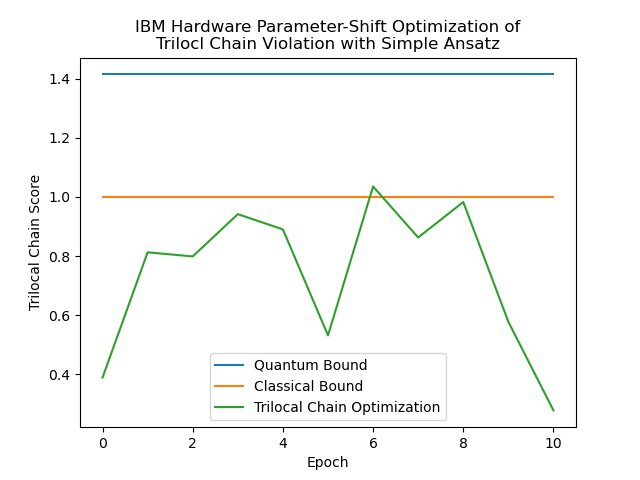 IBM Hardware Parameter-Shift Optimization of
Trilocl Chain Violation with Simple Ansatz
Trilocal Chain Score
1.4
1.2
1.0
0.8
0.6
0.4
Quantum Bound
Classical Bound
Trilocal Chain Optimization
0 2 4 6 8 10
Epoch